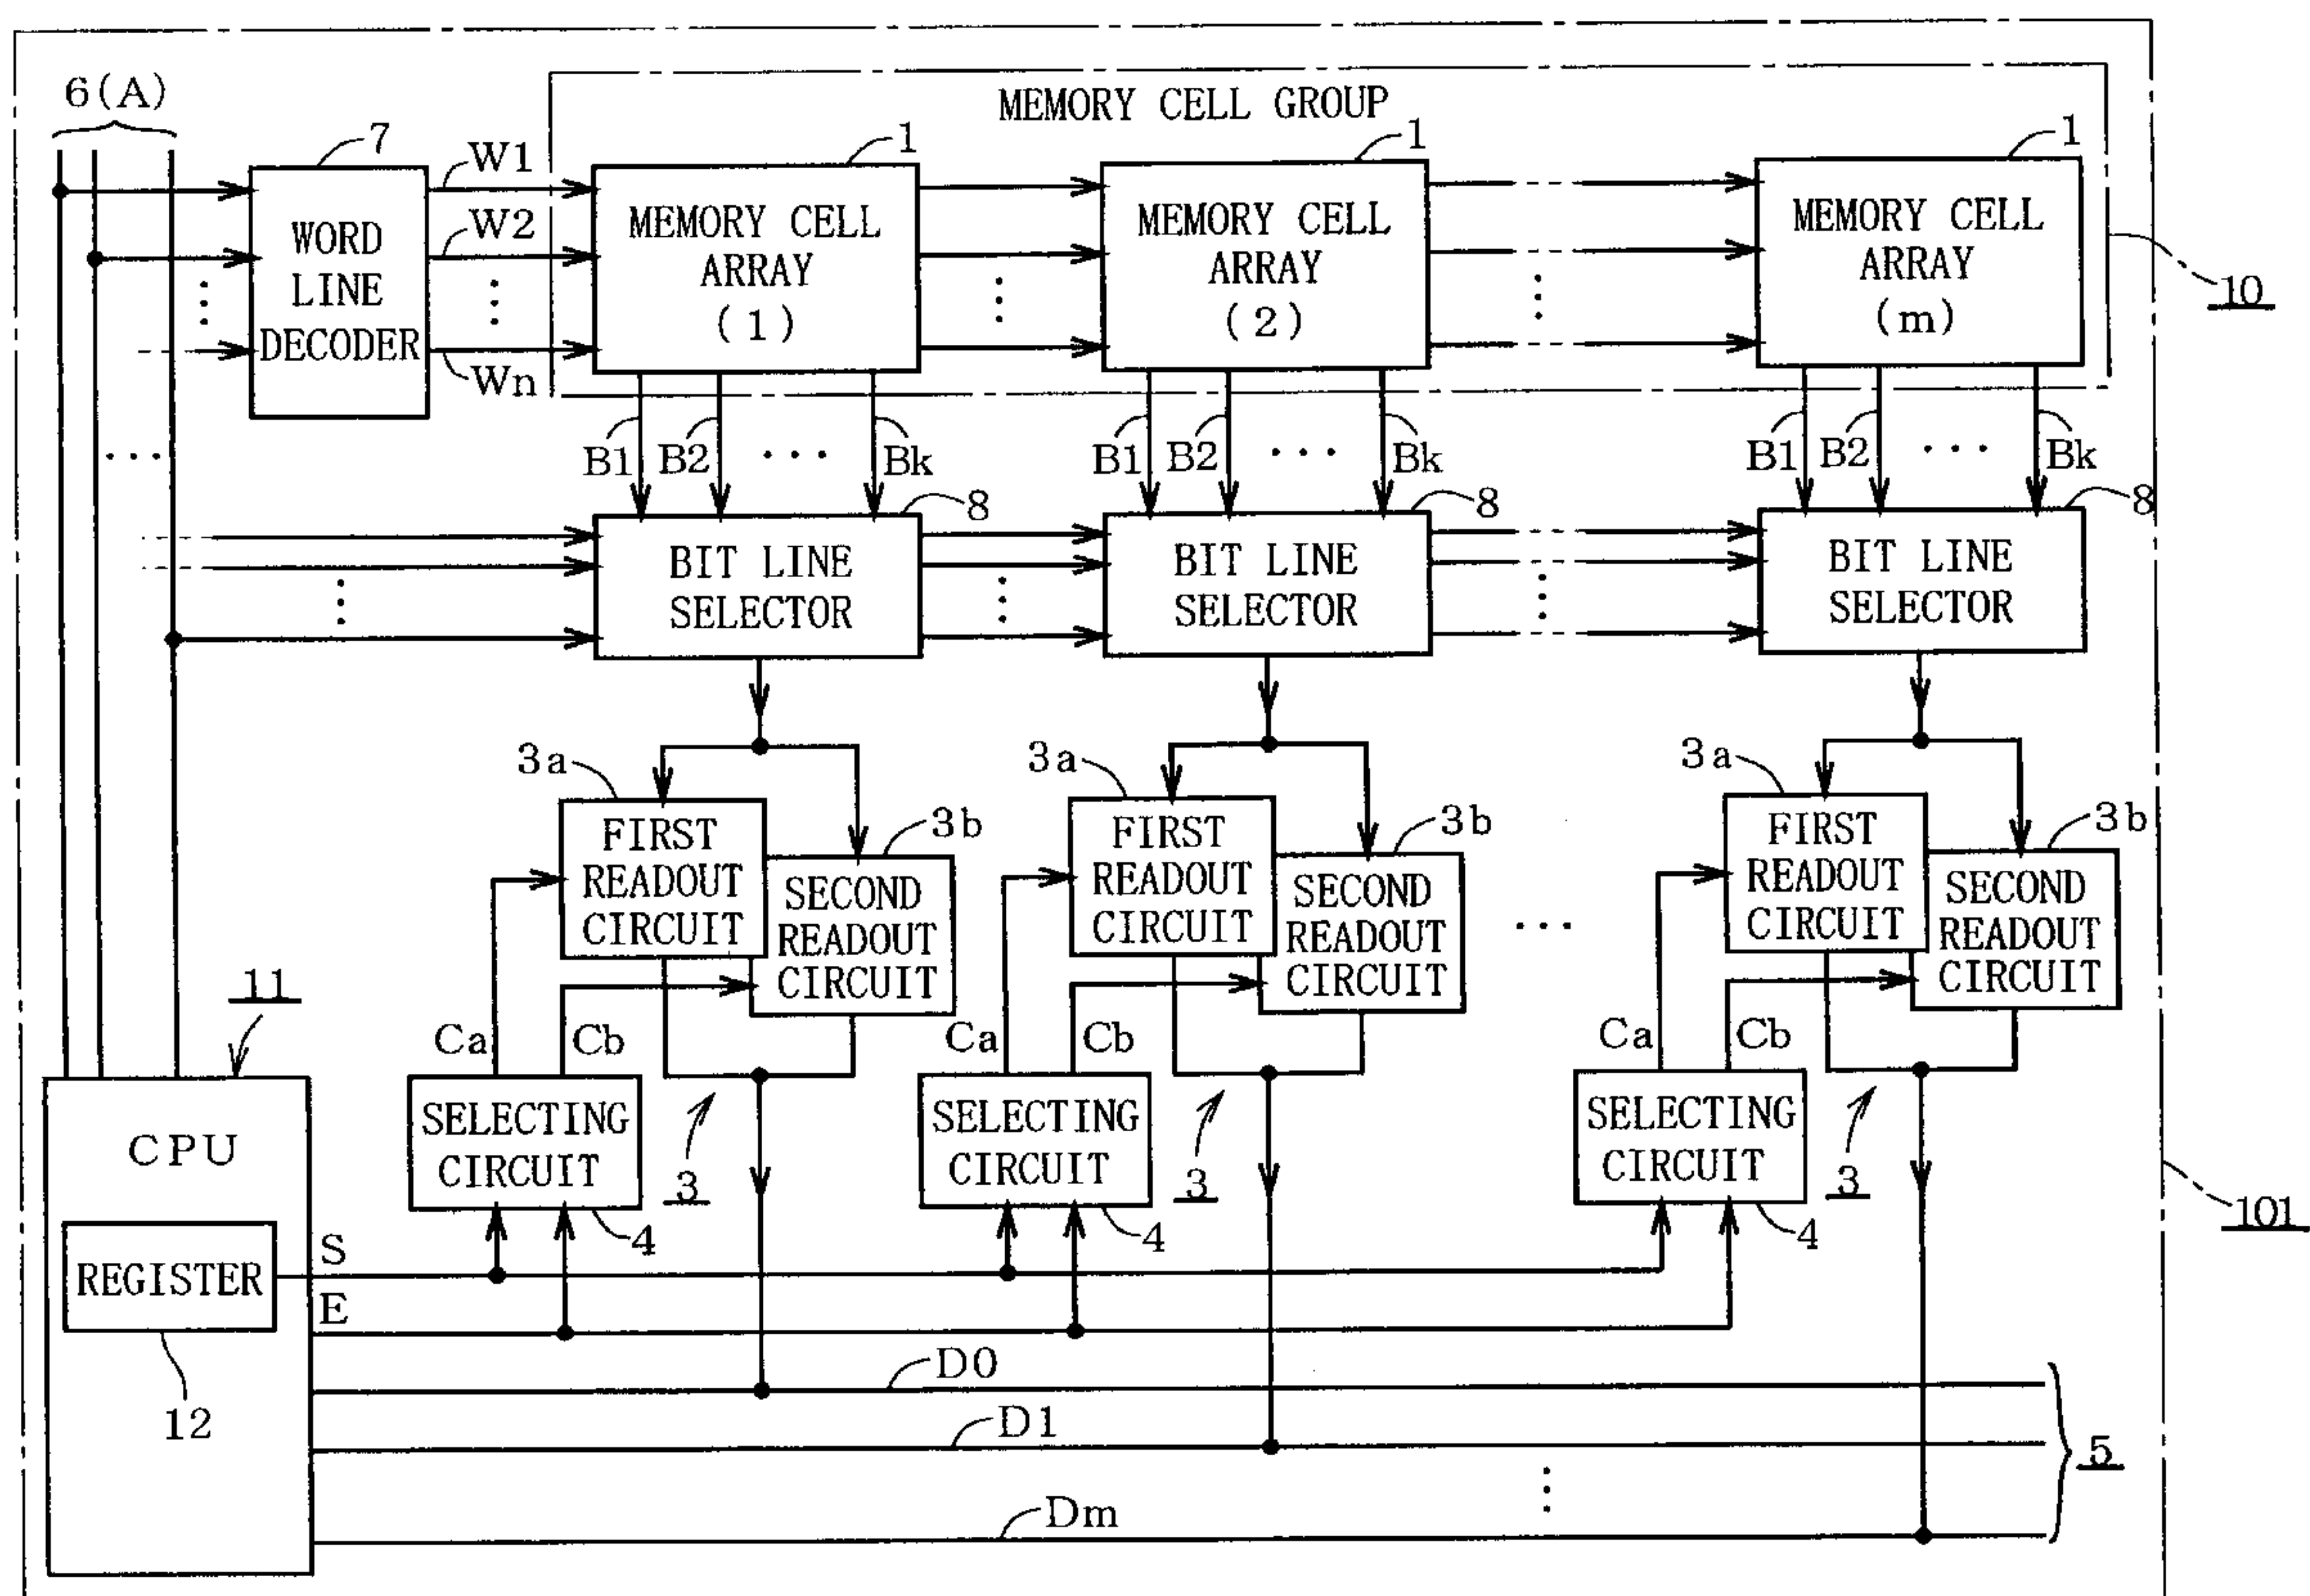 6(A)
MEMORY CELL GROUP
7
W1
W2
Wn
WORD
LINE
DECODER
1
MEMORY CELL
ARRAY
(1)
1
MEMORY CELL
ARRAY
(2)
1
MEMORY CELL
ARRAY
(m)
10
B1
B2
Bk
B1
B2
Bk
B1
B2
Bk
8
BIT LINE
SELECTOR
8
BIT LINE
SELECTOR
8
BIT LINE
SELECTOR
3a
FIRST
READOUT
CIRCUIT
3b
SECOND
READOUT
CIRCUIT
3a
FIRST
READOUT
CIRCUIT
3b
SECOND
READOUT
CIRCUIT
3a
FIRST
READOUT
CIRCUIT
3b
SECOND
READOUT
CIRCUIT
11
Ca
Cb
Ca
Cb
Ca
Cb
CPU
SELECTING
CIRCUIT
3
4
SELECTING
CIRCUIT
3
4
SELECTING
CIRCUIT
3
4
101
REGISTER
S
E
12
D0
D1
Dm
5